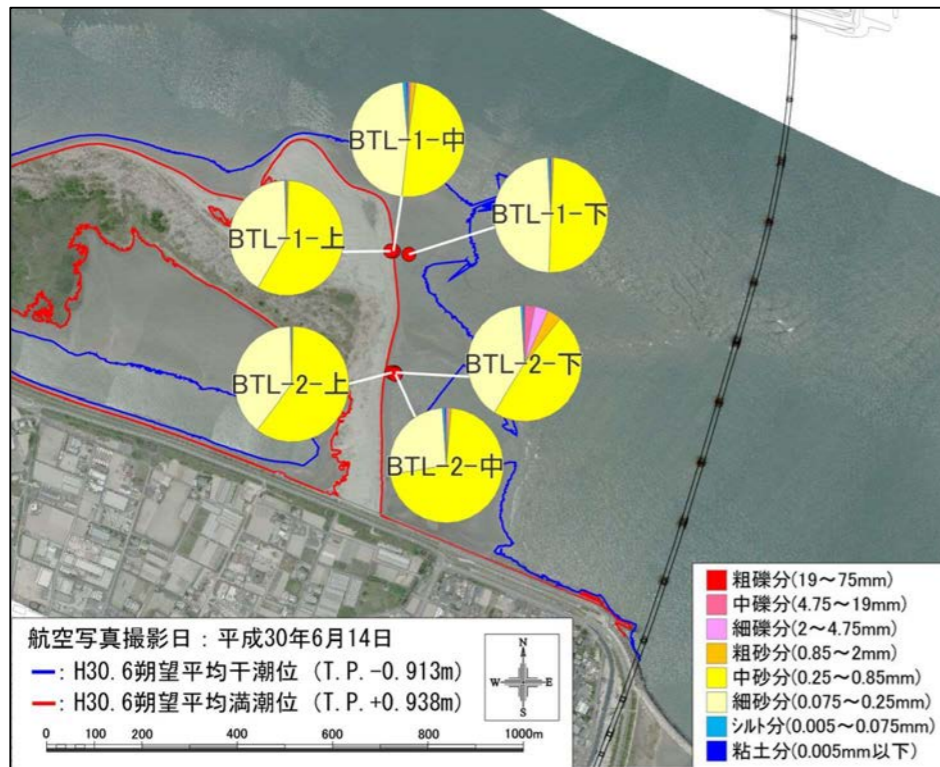 BTL-1-中
BTL-1-下
BTL-1-上
BTL-2-下
BTL-2-上
BTL-2-中
粗礫分(19～75mm)
中礫分(4.75～19mm)
細礫分(2～4.75mm)
粗砂分(0.85～2mm)
中砂分(0.25～0.85mm)
細砂分(0.075～0.25mm)
シルト分(0.005～0.075mm)
粘土分(0.005mm以下)
航空写真撮影日：平成30年6月14日
：H30.6朔望平均干潮位 (T.P.-0.913m)
：H30.6朔望平均満潮位 (T.P.+0.938m)
N
W E
S
0 100 200 400 600 800 1000m